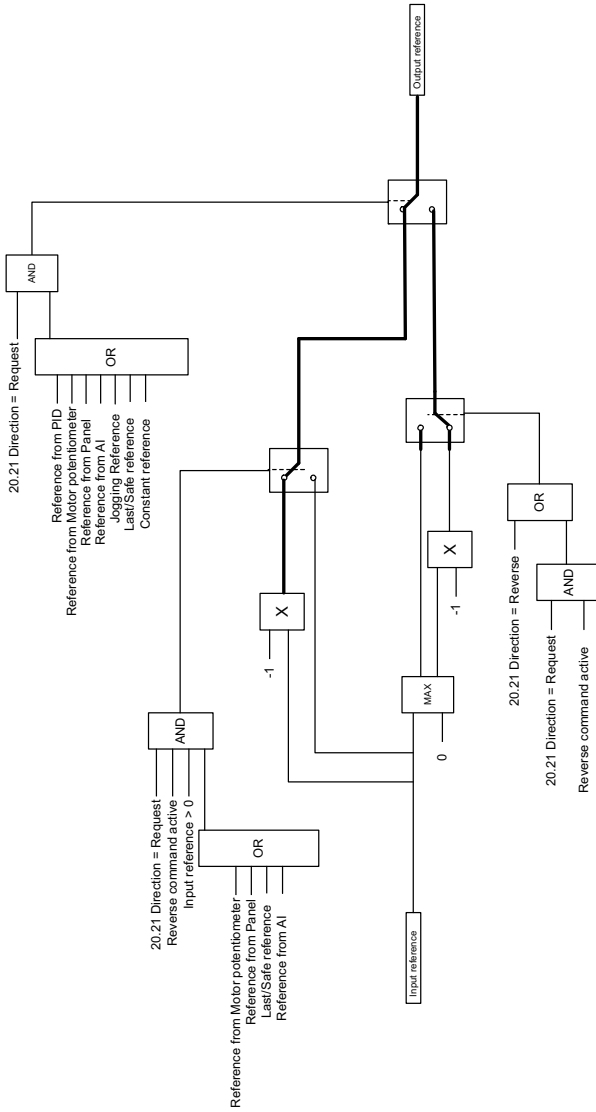 Output reference
20.21 Direction = Request
AND
OR
Reference from PID
Reference from Motor potentiometer
Reference from Panel
Reference from AI
Jogging Reference
Last/Safe reference
Constant reference
X
-1
20.21 Direction = Request
Reverse command active
Input reference > 0
AND
OR
Reference from Motor potentiometer
Reference from Panel
Last/Safe reference
Reference from AI
X
-1
MAX
0
20.21 Direction = Reverse
OR
AND
20.21 Direction = Request
Reverse command active
Input reference